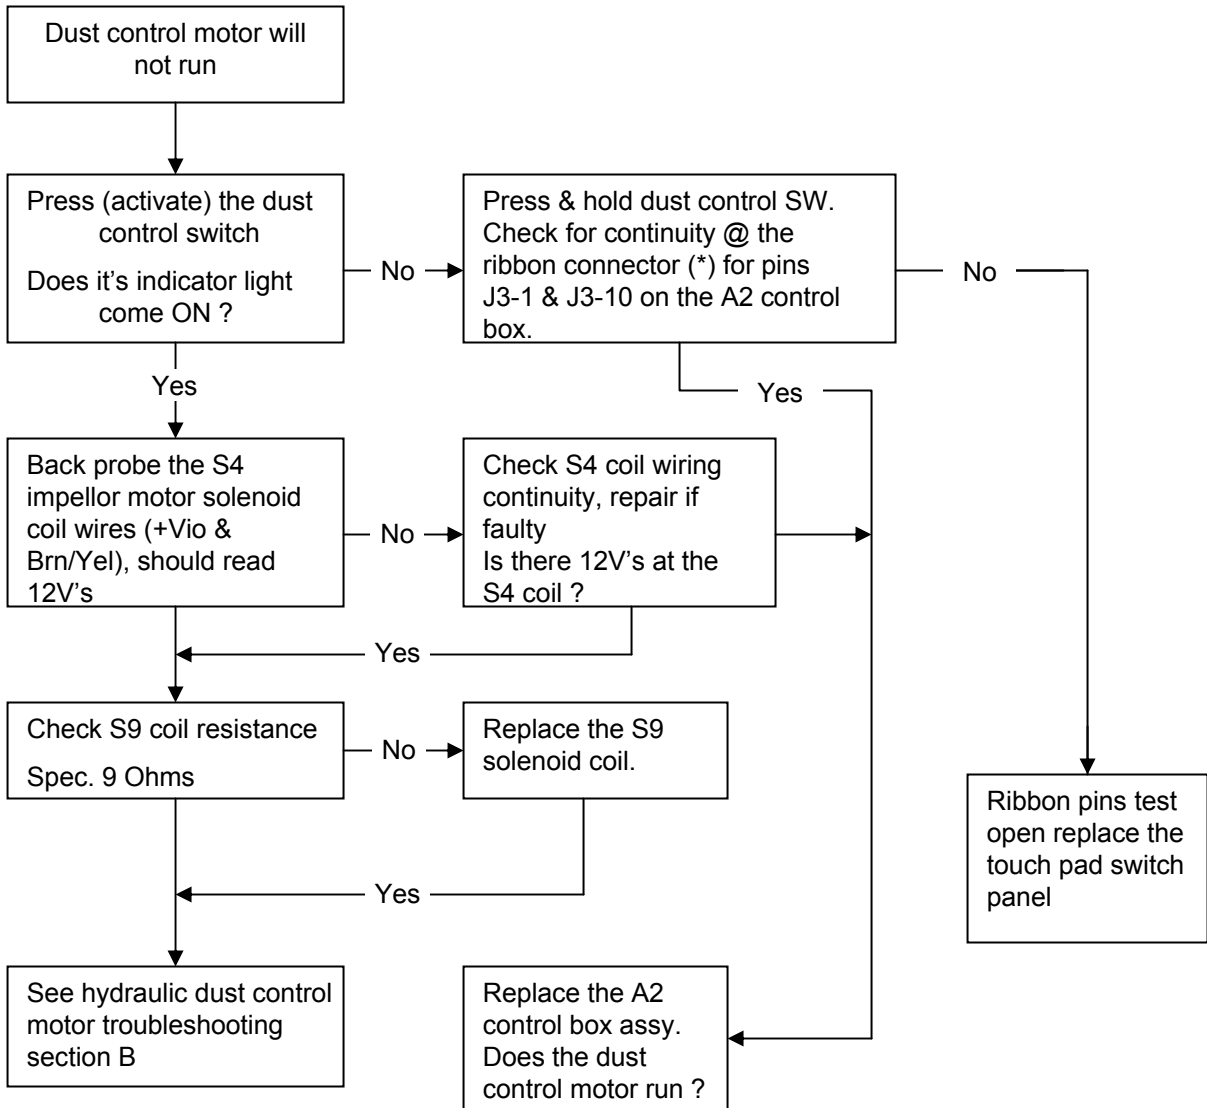 Dust control motor will
not run
Press (activate) the dust
control switch
Does it's indicator light
come ON ?
No
Press & hold dust control SW.
Check for continuity @ the
ribbon connector (*) for pins
J3-1 & J3-10 on the A2 control
box.
No
Yes
Yes
Back probe the S4
impellor motor solenoid
coil wires (+Vio &
Brn/Yel), should read
12V’s
No
Check S4 coil wiring
continuity, repair if
faulty
Is there 12V’s at the
S4 coil ?
Yes
Check S9 coil resistance
Spec. 9 Ohms
No
Replace the S9
solenoid coil.
Ribbon pins test
open replace the
touch pad switch
panel
Yes
See hydraulic dust control
motor troubleshooting
section B
Replace the A2
control box assy.
Does the dust
control motor run ?